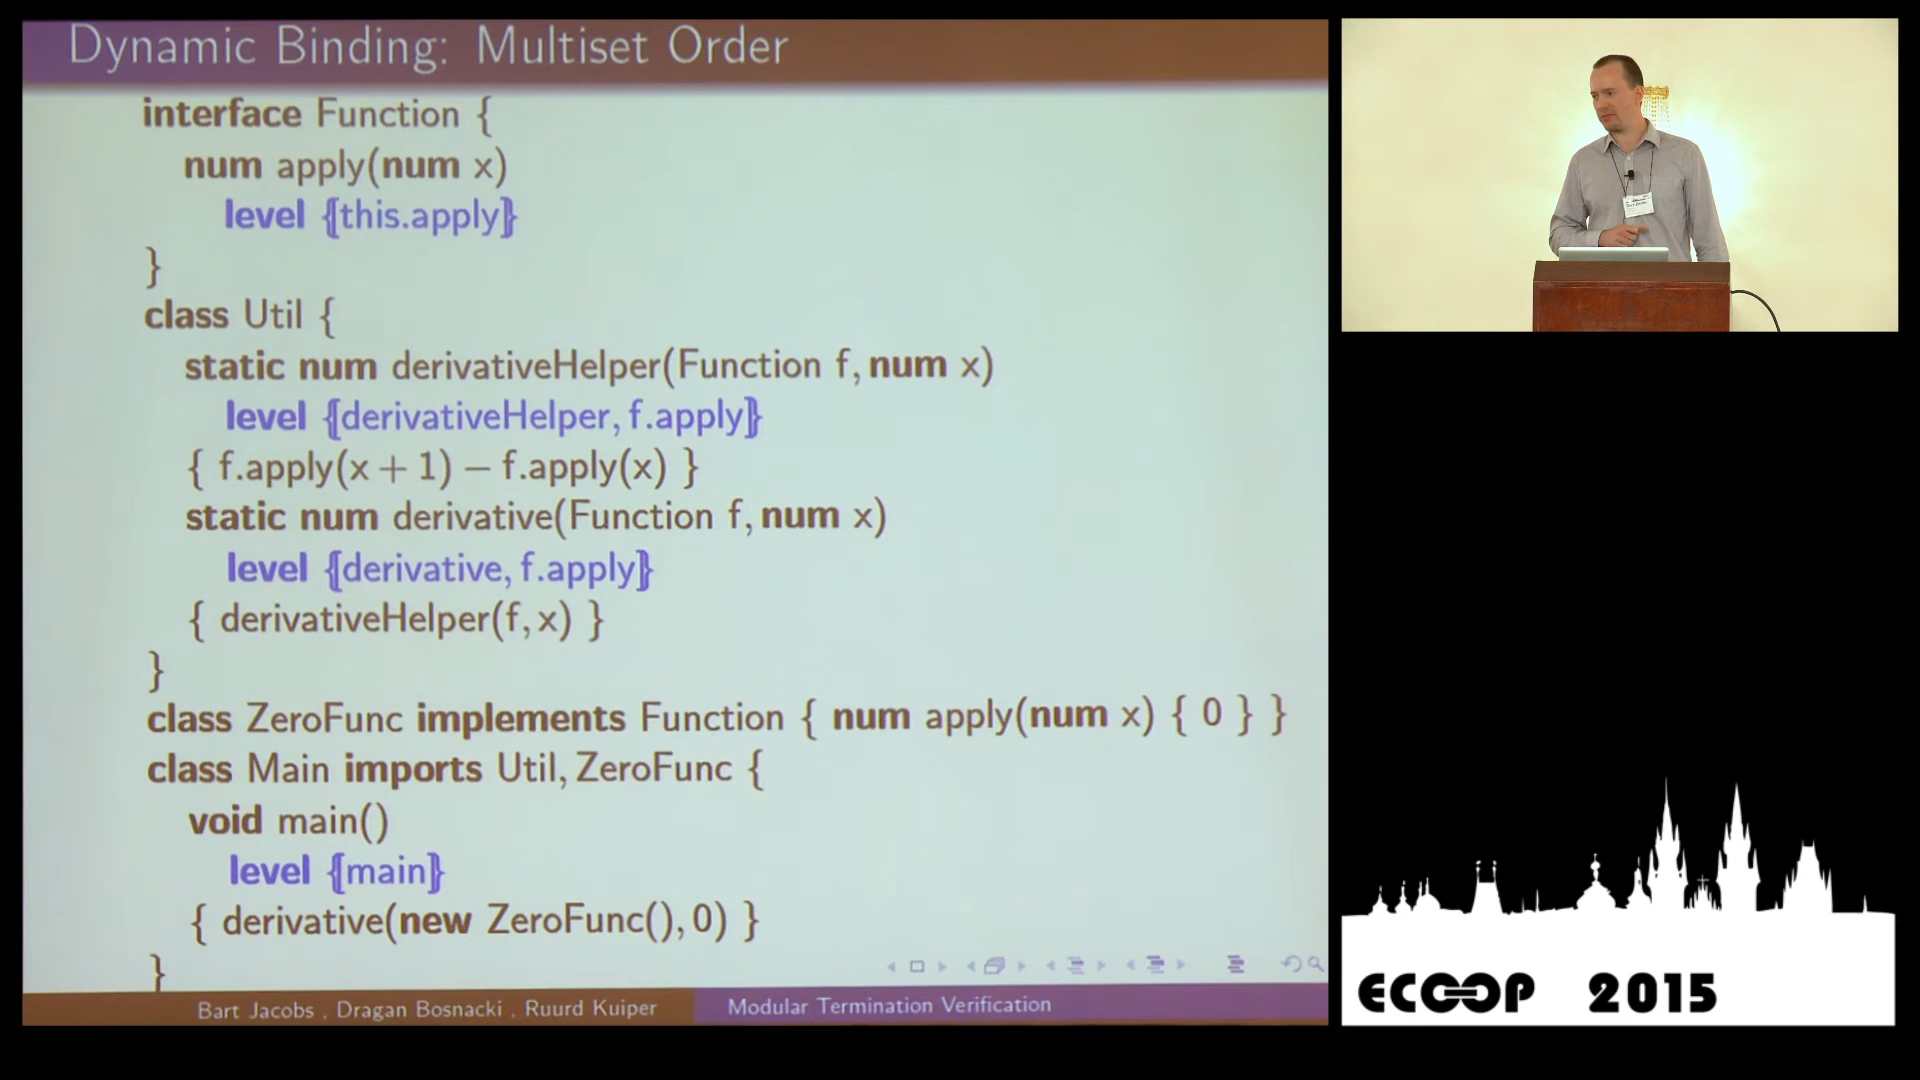 Dynamic Binding: Multiset Order
interface Function {
num apply(num x)
level {[this.apply]}
}
class Util {
static num derivativeHelper(Function f, num x)
level {[derivativeHelper, f.apply]}
{ f.apply(x + 1) – f.apply(x) }
static num derivative(Function f, num x)
level {[derivative, f.apply]}
{ derivativeHelper(f, x) }
}
class ZeroFunc implements Function { num apply(num x) { 0 } }
class Main imports Util, ZeroFunc {
void main()
level {[main]}
{ derivative(new ZeroFunc(), 0) }
}
Bart Jacobs , Dragan Bosnacki , Ruurd Kuiper
Modular Termination Verification
ECOOP 2015